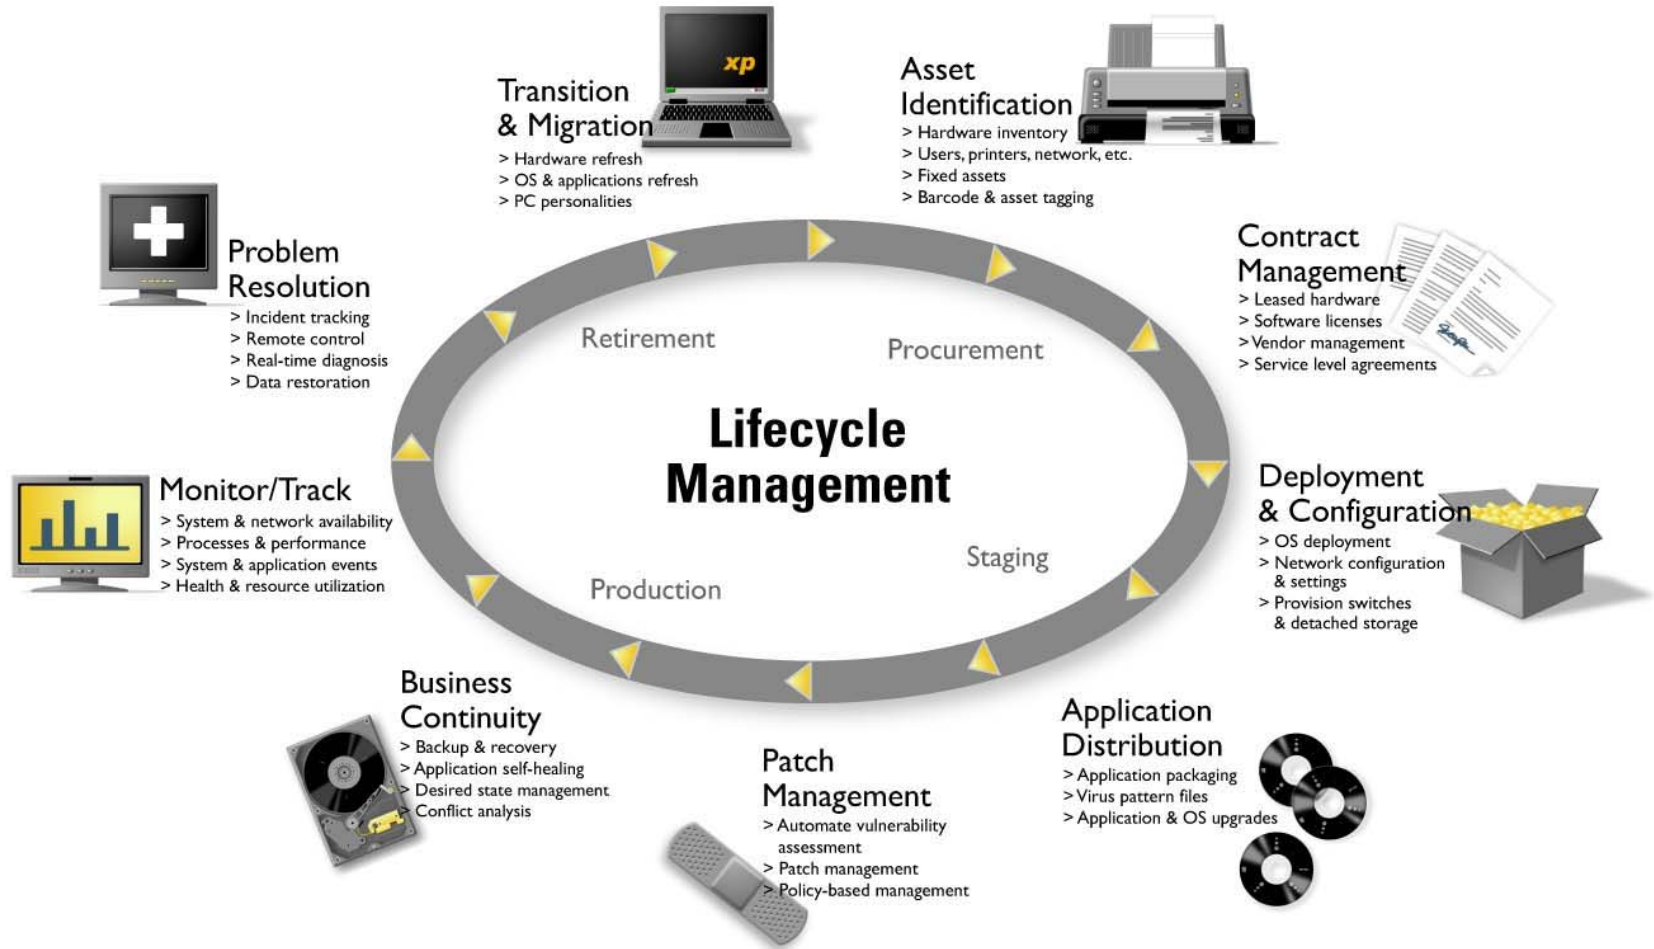 Transition
& Migration
> Hardware refresh
> OS & applications refresh
> PC personalities
xp
Asset
Identification
> Hardware inventory
> Users, printers, network, etc.
> Fixed assets
> Barcode & asset tagging
Contract
Management
> Leased hardware
> Software licenses
> Vendor management
> Service level agreements
Deployment
& Configuration
> OS deployment
> Network configuration
& settings
> Provision switches
& detached storage
Application
Distribution
> Application packaging
> Virus pattern files
> Application & OS upgrades
Patch
Management
> Automate vulnerability
assessment
> Patch management
> Policy-based management
Business
Continuity
> Backup & recovery
> Application self-healing
> Desired state management
> Conflict analysis
Monitor/Track
> System & network availability
> Processes & performance
> System & application events
> Health & resource utilization
Problem
Resolution
> Incident tracking
> Remote control
> Real-time diagnosis
> Data restoration
Retirement
Procurement
Lifecycle
Management
Staging
Production